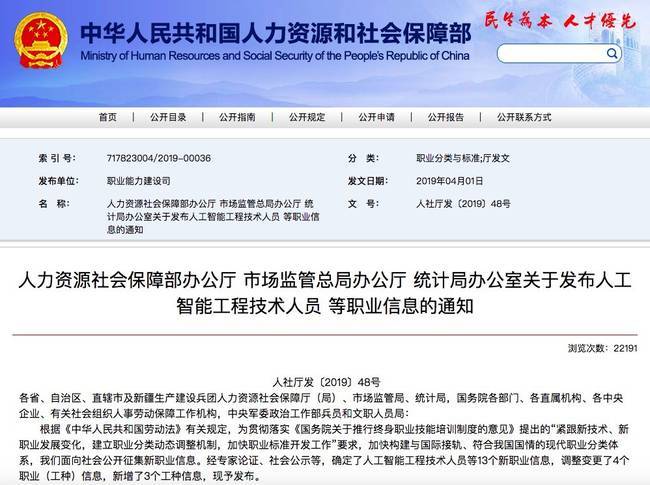 中华人民共和国人力资源和社会保障部
Ministry of Human Resources and Social Security of the People's Republic of China
民生为本 人才优先
首页 | 公开目录 | 公开指南 | 公开规定 | 公开申请 | 公开报告 | 公开联系方式
索 引 号： 717823004/2019-00036 分 类： 职业分类与标准;厅发文
发布单位： 职业能力建设司 发文日期： 2019年04月01日
名 称： 人力资源社会保障部办公厅 市场监管总局办公厅 统 文 号： 人社厅发〔2019〕48号
计局办公室关于发布人工智能工程技术人员 等职业信
息的通知
人力资源社会保障部办公厅 市场监管总局办公厅 统计局办公室关于发布人工
智能工程技术人员 等职业信息的通知
浏览次数：22191
人社厅发〔2019〕48号
各省、自治区、直辖市及新疆生产建设兵团人力资源社会保障厅（局）、市场监管局、统计局，国务院各部门、各直属机构、各中央
企业、有关社会组织人事劳动保障工作机构，中央军委政治工作部兵员和文职人员局：
根据《中华人民共和国劳动法》有关规定，为贯彻落实《国务院关于推行终身职业技能培训制度的意见》提出的“紧跟新技术、新
职业发展变化，建立职业分类动态调整机制，加快职业标准开发工作”要求，加快构建与国际接轨、符合我国国情的现代职业分类体
系，我们面向社会公开征集新职业信息。经专家论证、社会公示等，确定了人工智能工程技术人员等13个新职业信息，调整变更了4个
职业（工种）信息，新增了3个工种信息，现予发布。